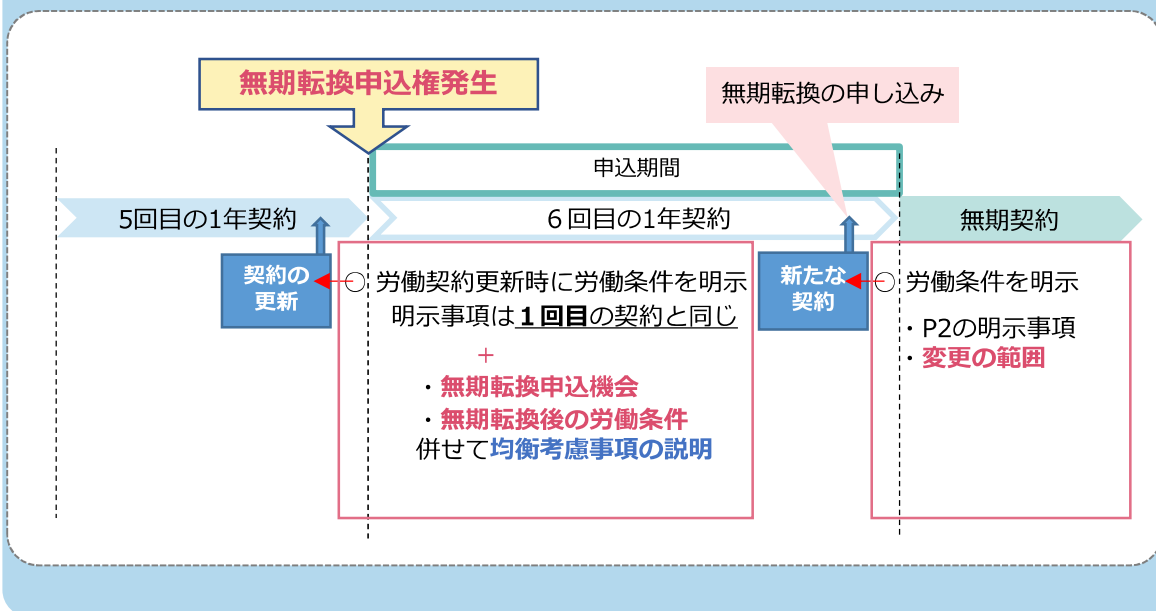 無期転換申込権発生
無期転換の申し込み
申込期間
5回目の1年契約
６回目の1年契約
無期契約
契約の
更新
○ 労働契約更新時に労働条件を明示
明示事項は１回目の契約と同じ
＋
・無期転換申込機会
・無期転換後の労働条件
併せて均衡考慮事項の説明
新たな
契約
○ 労働条件を明示
・P2の明示事項
・変更の範囲